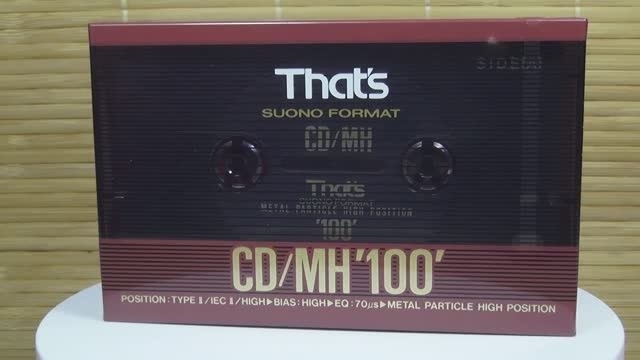 That's
SIDE(A)
SUONO FORMAT
CD/MH
That's
SUONO FORMAT
METAL PARTICLE HIGH POSITION
'100'
CD/MH'100'
POSITION: TYPE Ⅱ/IEC Ⅱ/HIGH▶BIAS: HIGH▶EQ: 70μs▶METAL PARTICLE HIGH POSITION